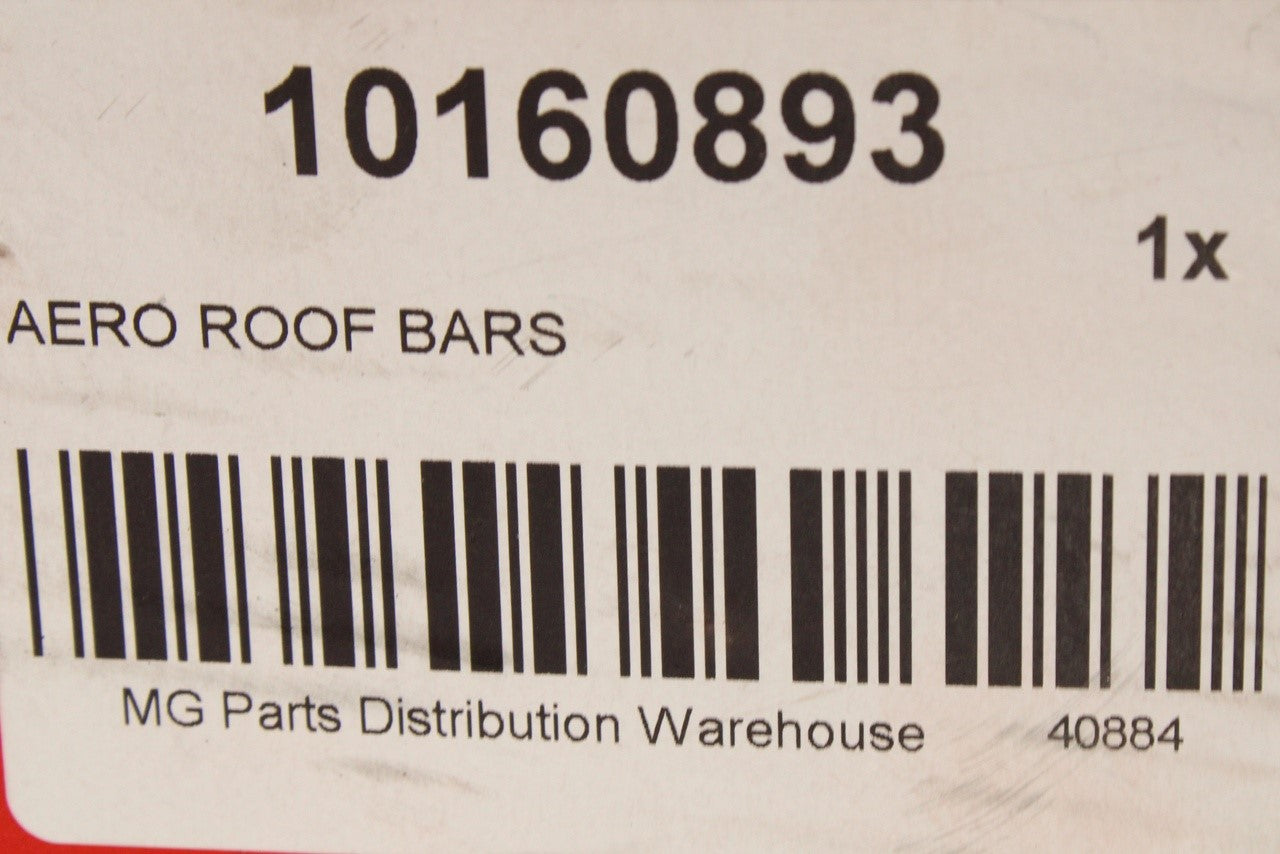 10160893
1x
AERO ROOF BARS
MG Parts Distribution Warehouse 40884